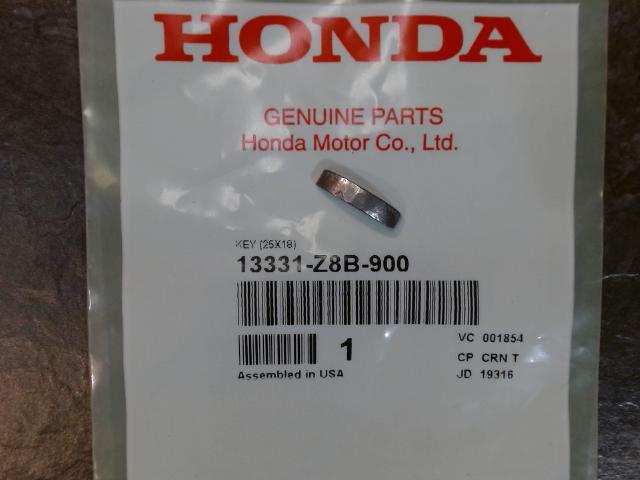 HONDA
GENUINE PARTS
Honda Motor Co., Ltd.
KEY (25X18)
13331-Z8B-900
1
VC 001854
CP CRN T
Assembled in USA
JD 19316